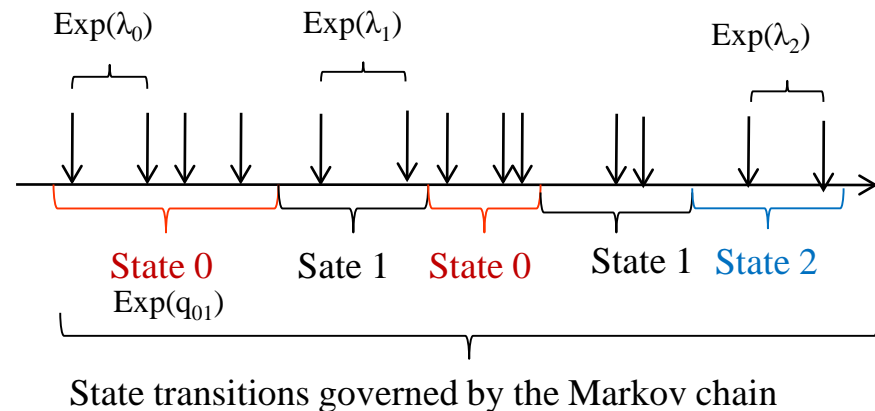 Exp(λ₀)
Exp(λ₁)
Exp(λ₂)
State 0
Sate 1
State 0
State 1
State 2
Exp(q₀₁)
State transitions governed by the Markov chain